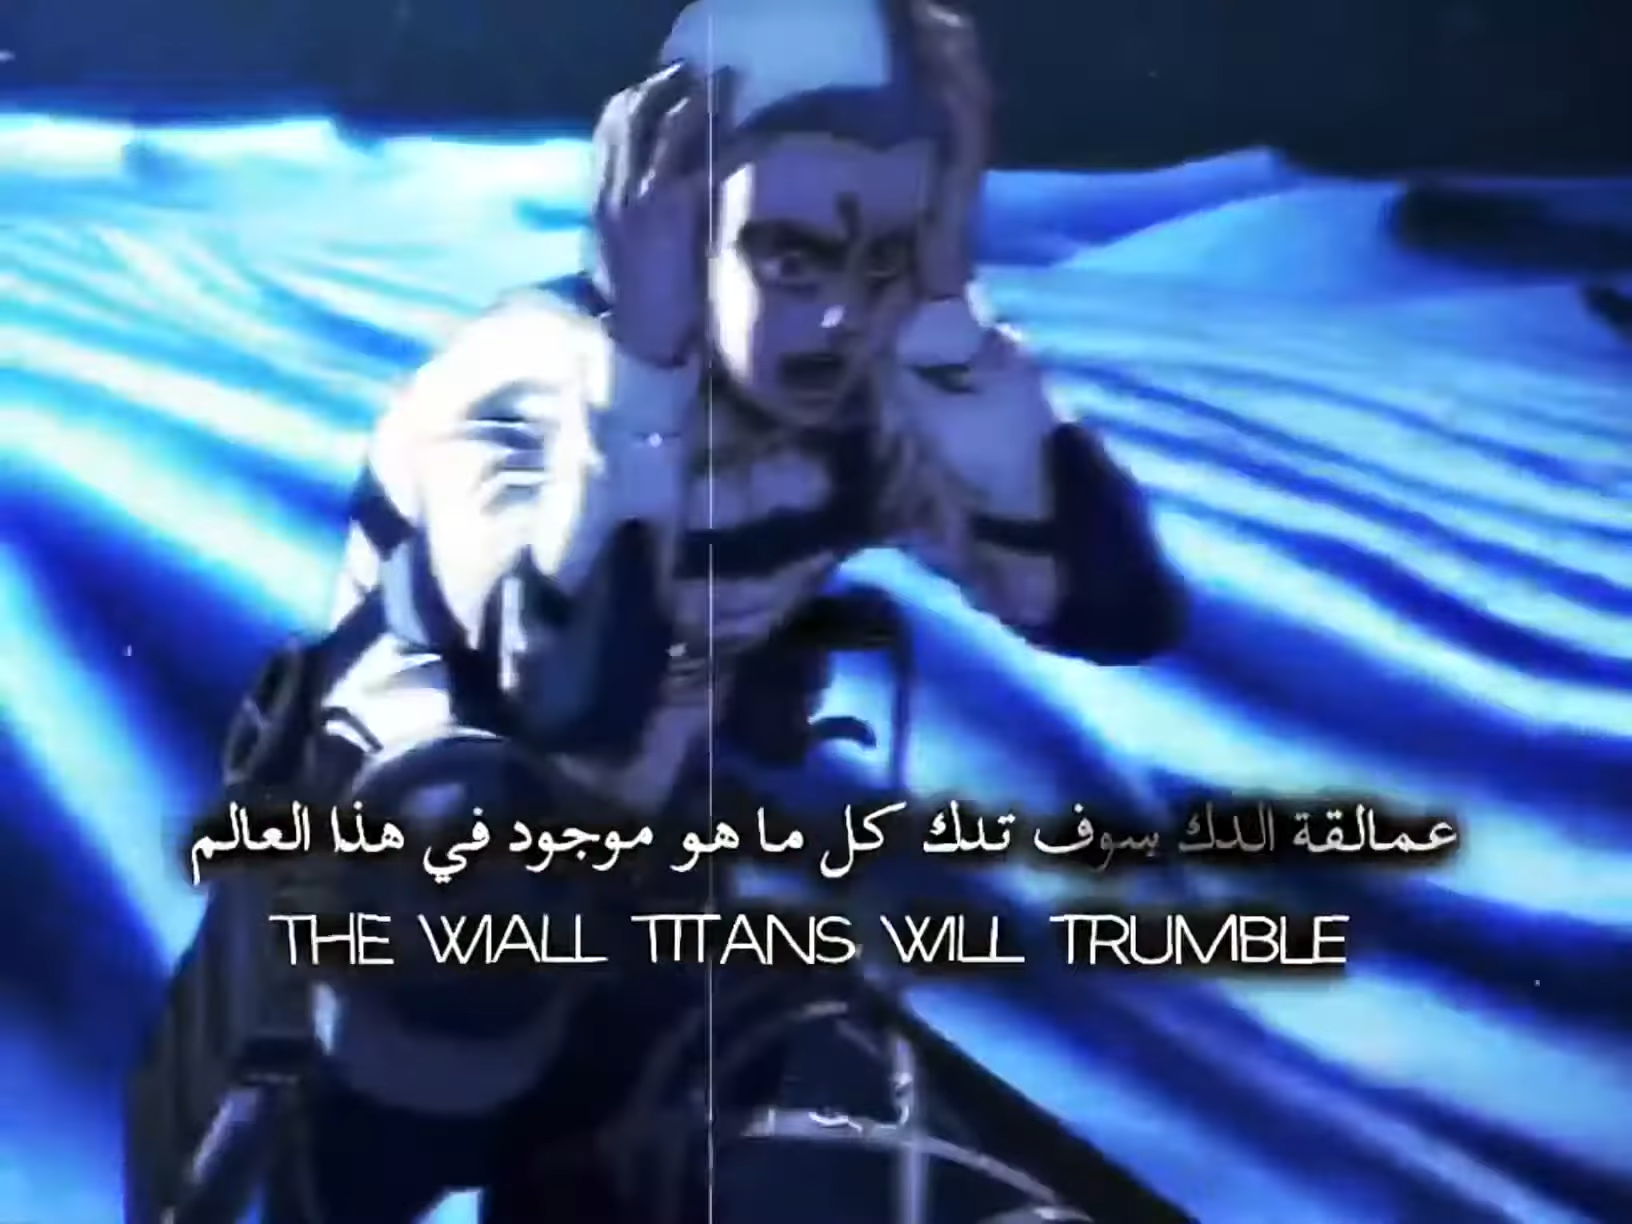 عمالقة الدك سوف تدك كل ما هو موجود في هذا العالم
THE WIALL TITANS WILL TRUMBLE